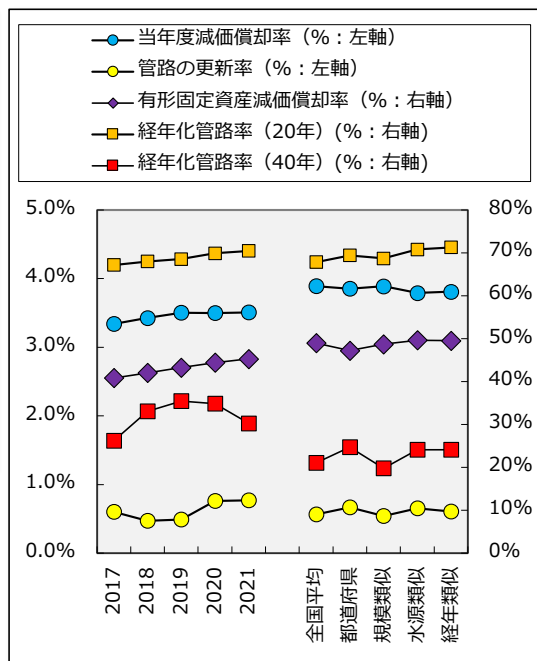 当年度減価償却率（%：左軸）
管路の更新率（%：左軸）
有形固定資産減価償却率（%：右軸）
経年化管路率（20年）(%：右軸)
経年化管路率（40年）(%：右軸)
5.0%
4.0%
3.0%
2.0%
1.0%
0.0%
80%
70%
60%
50%
40%
30%
20%
10%
0%
2017
2018
2019
2020
2021
全国平均
都道府県
規模類似
水源類似
経年類似